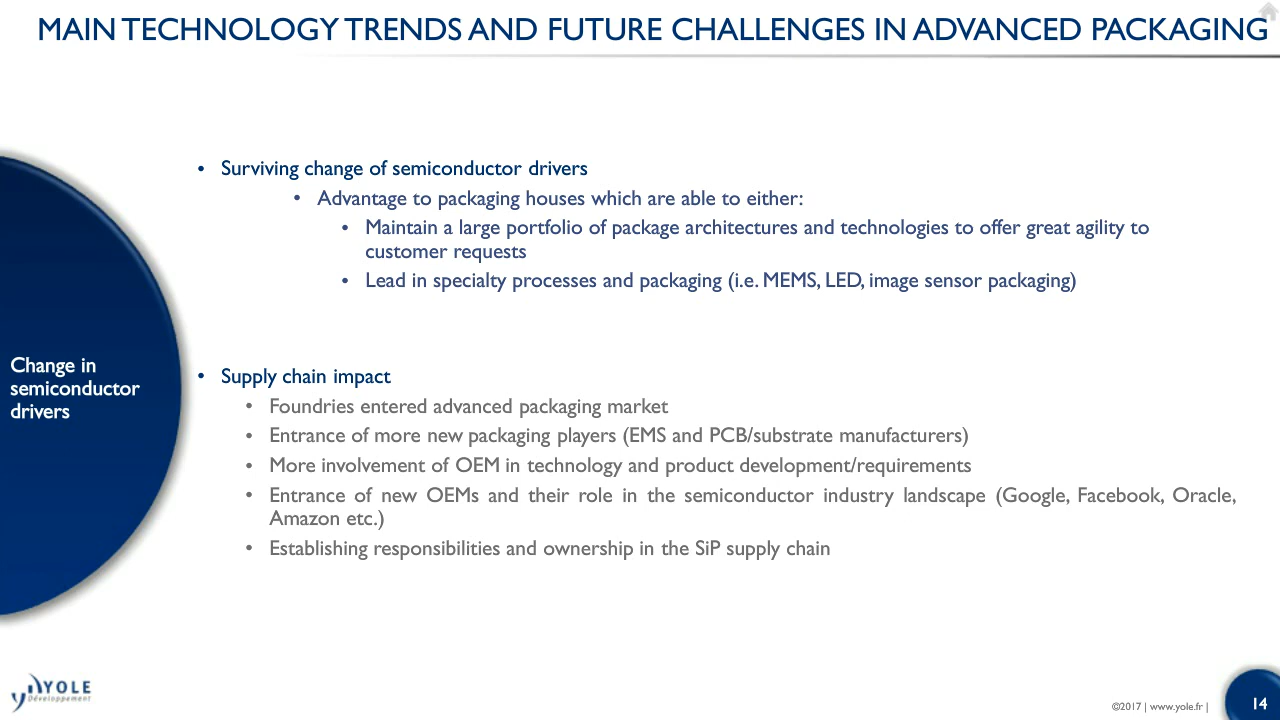 MAIN TECHNOLOGY TRENDS AND FUTURE CHALLENGES IN ADVANCED PACKAGING
• Surviving change of semiconductor drivers
• Advantage to packaging houses which are able to either:
• Maintain a large portfolio of package architectures and technologies to offer great agility to
customer requests
• Lead in specialty processes and packaging (i.e. MEMS, LED, image sensor packaging)
Change in
semiconductor
drivers
• Supply chain impact
• Foundries entered advanced packaging market
• Entrance of more new packaging players (EMS and PCB/substrate manufacturers)
• More involvement of OEM in technology and product development/requirements
• Entrance of new OEMs and their role in the semiconductor industry landscape (Google, Facebook, Oracle,
Amazon etc.)
• Establishing responsibilities and ownership in the SiP supply chain
YOLE
Développement
©2017 | www.yole.fr |
14